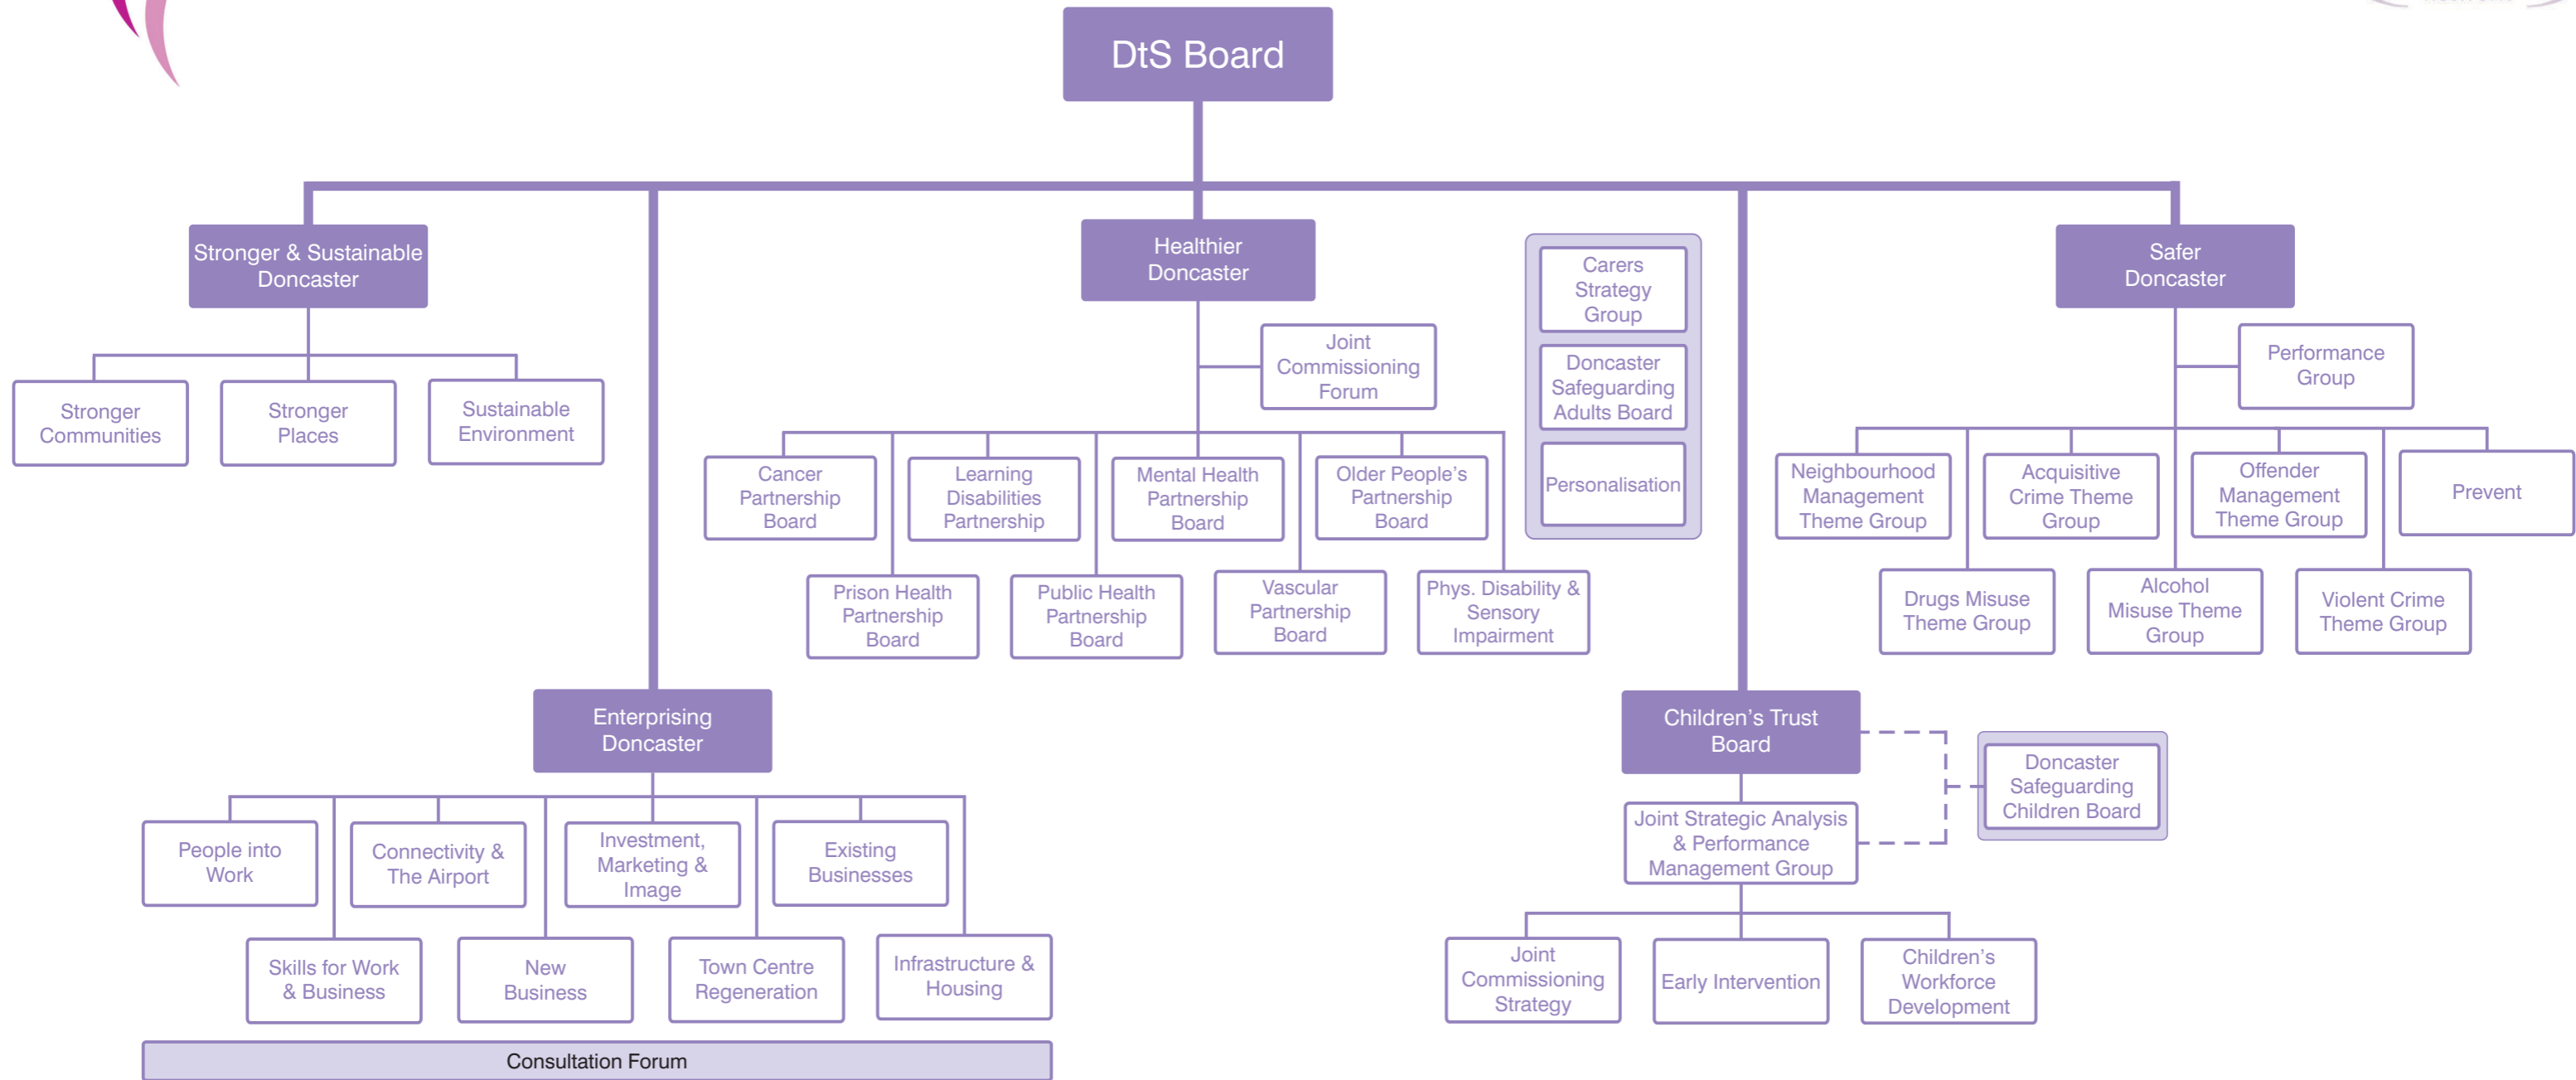 DtS Board
Stronger & Sustainable
Doncaster
Stronger
Communities
Stronger
Places
Sustainable
Environment
Enterprising
Doncaster
People into
Work
Connectivity &
The Airport
Investment,
Marketing &
Image
Existing
Businesses
Skills for Work
& Business
New
Business
Town Centre
Regeneration
Infrastructure &
Housing
Consultation Forum
Healthier
Doncaster
Joint
Commissioning
Forum
Cancer
Partnership
Board
Learning
Disabilities
Partnership
Mental Health
Partnership
Board
Older People’s
Partnership
Board
Prison Health
Partnership
Board
Public Health
Partnership
Board
Vascular
Partnership
Board
Phys. Disability &
Sensory
Impairment
Carers
Strategy
Group
Doncaster
Safeguarding
Adults Board
Personalisation
Children’s Trust
Board
Doncaster
Safeguarding
Children Board
Joint Strategic Analysis
& Performance
Management Group
Joint
Commissioning
Strategy
Early Intervention
Children’s
Workforce
Development
Safer
Doncaster
Performance
Group
Neighbourhood
Management
Theme Group
Acquisitive
Crime Theme
Group
Offender
Management
Theme Group
Prevent
Drugs Misuse
Theme Group
Alcohol
Misuse Theme
Group
Violent Crime
Theme Group